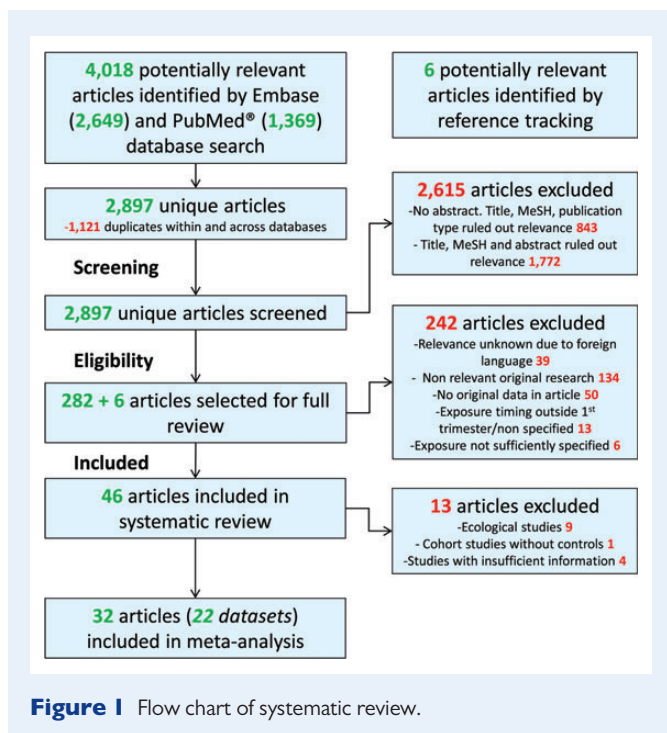 4,018 potentially relevant
articles identified by Embase
(2,649) and PubMed® (1,369)
database search
6 potentially relevant
articles identified by
reference tracking
2,897 unique articles
-1,121 duplicates within and across databases
2,615 articles excluded
-No abstract. Title, MeSH, publication
type ruled out relevance 843
- Title, MeSH and abstract ruled out
relevance 1,772
Screening
2,897 unique articles screened
Eligibility
242 articles excluded
-Relevance unknown due to foreign
language 39
- Non relevant original research 134
-No original data in article 50
-Exposure timing outside 1st
trimester/non specified 13
-Exposure not sufficiently specified 6
282 + 6 articles selected for full
review
Included
46 articles included in
systematic review
13 articles excluded
-Ecological studies 9
- Cohort studies without controls 1
-Studies with insufficient information 4
32 articles (22 datasets)
included in meta-analysis
Figure 1 Flow chart of systematic review.